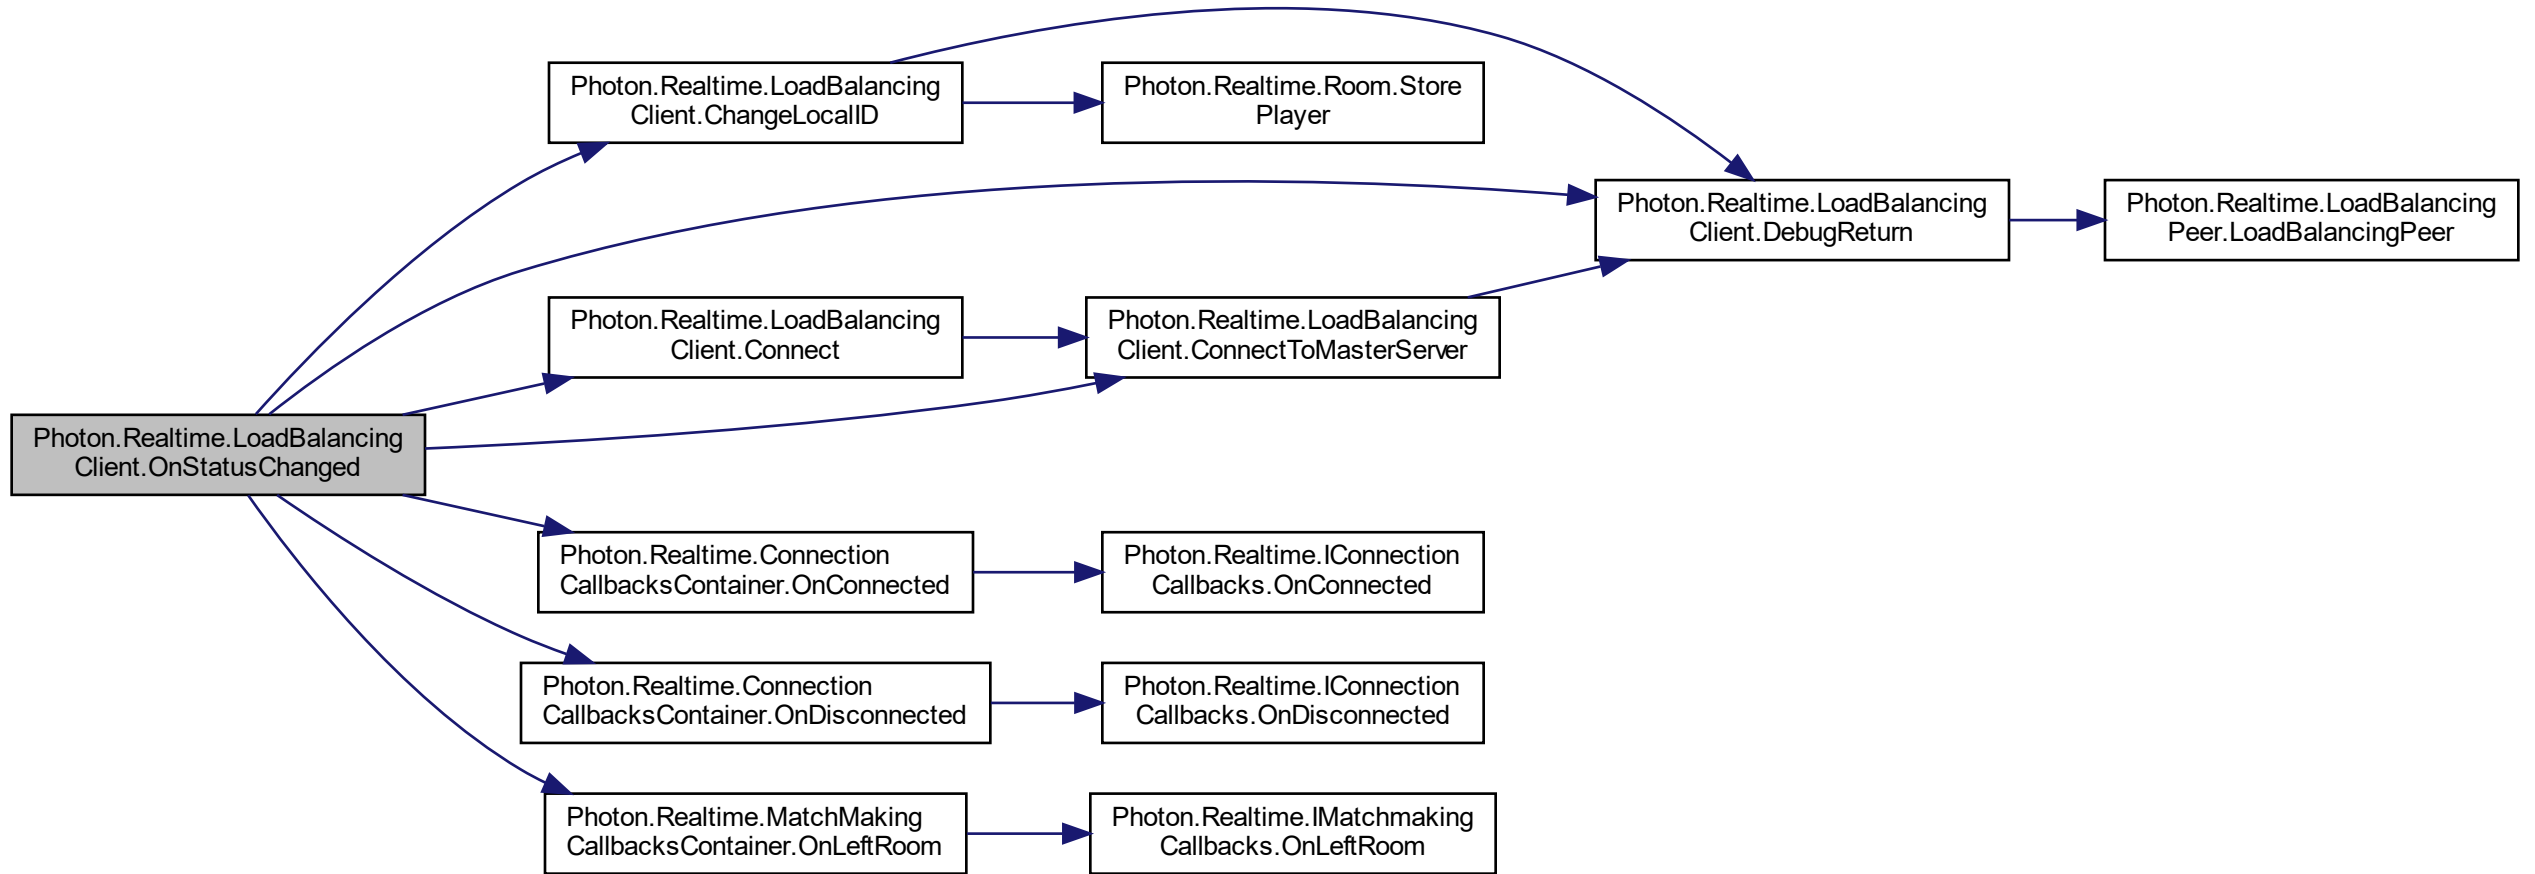 Photon.Realtime.LoadBalancing
Client.ChangeLocalID
Photon.Realtime.Room.Store
Player
Photon.Realtime.LoadBalancing
Client.DebugReturn
Photon.Realtime.LoadBalancing
Peer.LoadBalancingPeer
Photon.Realtime.LoadBalancing
Client.Connect
Photon.Realtime.LoadBalancing
Client.ConnectToMasterServer
Photon.Realtime.LoadBalancing
Client.OnStatusChanged
Photon.Realtime.Connection
CallbacksContainer.OnConnected
Photon.Realtime.IConnection
Callbacks.OnConnected
Photon.Realtime.Connection
CallbacksContainer.OnDisconnected
Photon.Realtime.IConnection
Callbacks.OnDisconnected
Photon.Realtime.MatchMaking
CallbacksContainer.OnLeftRoom
Photon.Realtime.IMatchmaking
Callbacks.OnLeftRoom